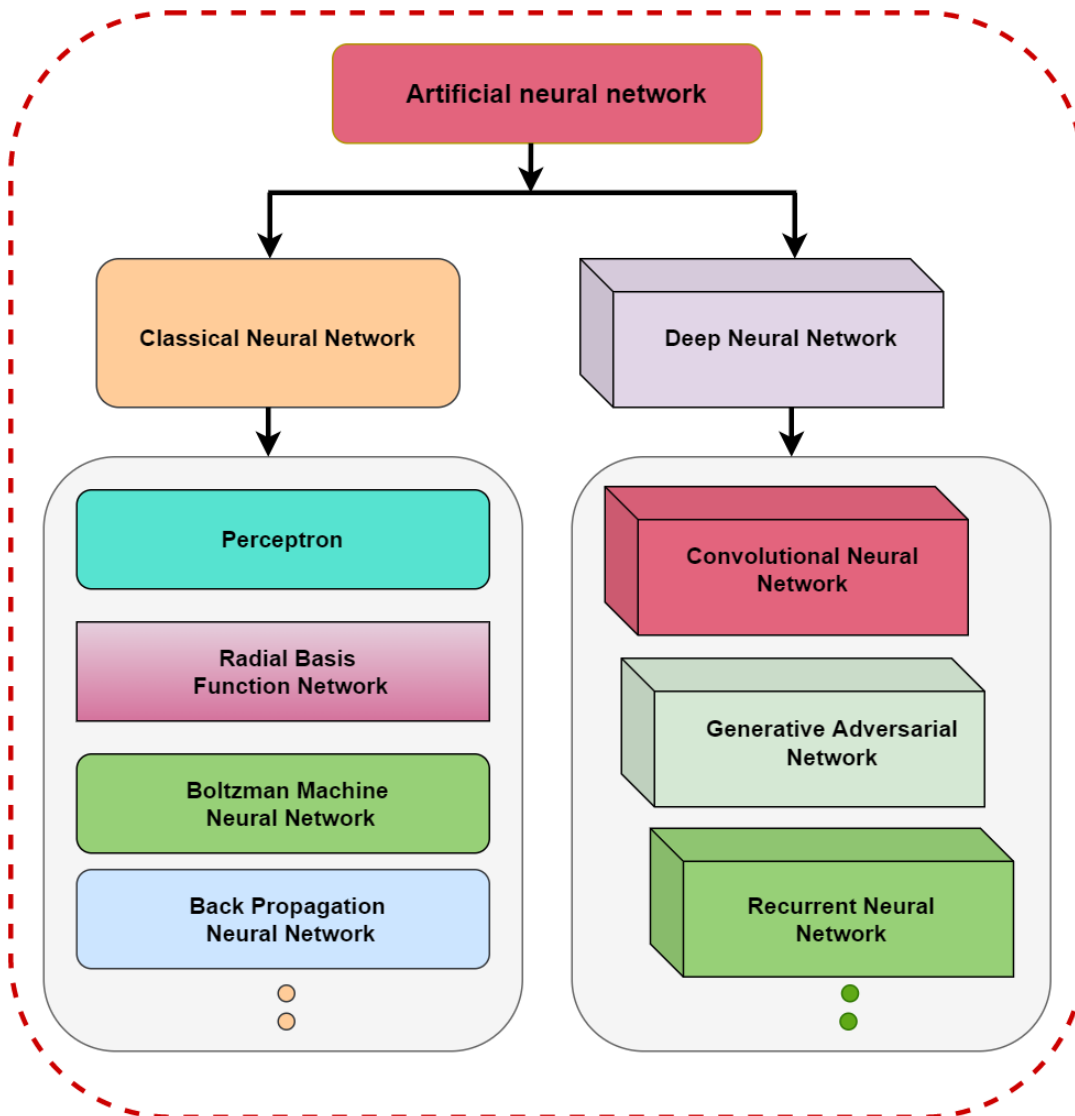 Artificial neural network
Classical Neural Network
Deep Neural Network
Perceptron
Radial Basis
Function Network
Boltzman Machine
Neural Network
Back Propagation
Neural Network
Convolutional Neural
Network
Generative Adversarial
Network
Recurrent Neural
Network